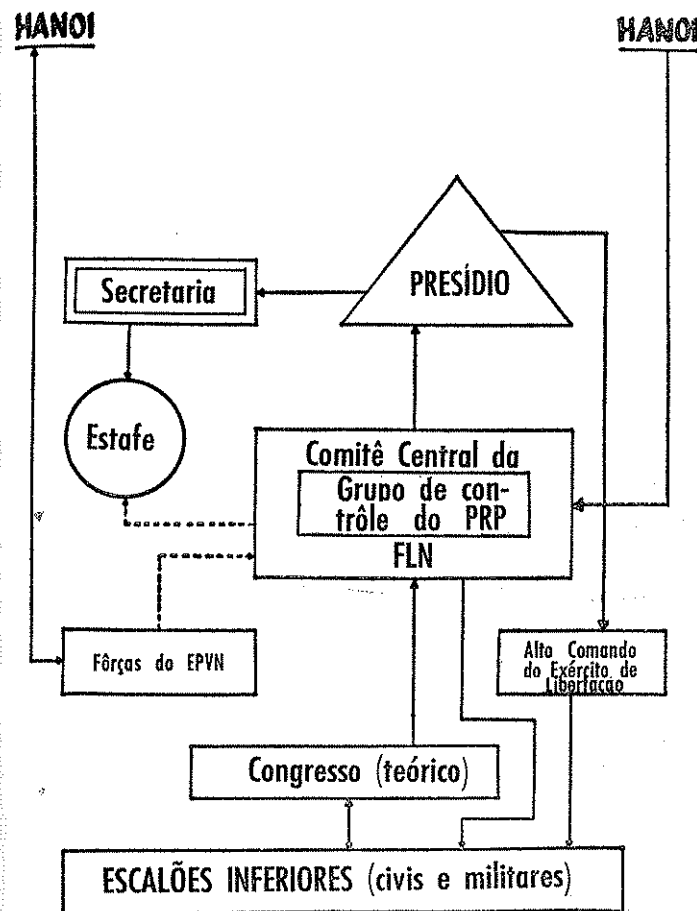 HANOI
HANOI
PRESÍDIO
Secretaria
Estafe
Comitê Central da
Grupo de con-
trôle do PRP
FLN
Fôrças do EPVN
Alto Comando
do Exército de
Libertação
Congresso (teórico)
ESCALÕES INFERIORES (civis e militares)